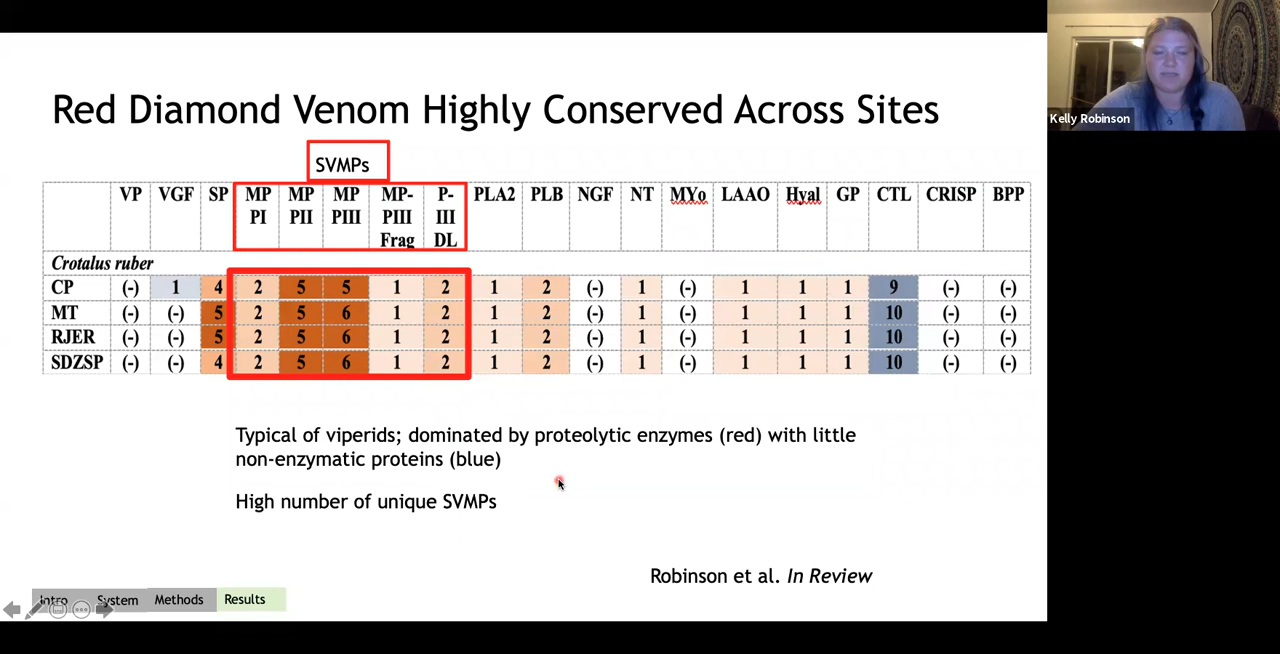 Red Diamond Venom Highly Conserved Across Sites
Kelly Robinson
SVMPs
VP VGF SP MP PI MP PII MP PIII MP-PIII Frag P-III DL PLA2 PLB NGF NT MYo LAAO Hyal GP CTL CRISP BPP
Crotalus ruber
CP (-) 1 4 2 5 5 1 2 1 2 (-) 1 (-) 1 1 1 9 (-) (-)
MT (-) (-) 5 2 5 6 1 2 1 2 (-) 1 (-) 1 1 1 10 (-) (-)
RJER (-) (-) 5 2 5 6 1 2 1 2 (-) 1 (-) 1 1 1 10 (-) (-)
SDZSP (-) (-) 4 2 5 6 1 2 1 2 (-) 1 (-) 1 1 1 10 (-) (-)
Typical of viperids; dominated by proteolytic enzymes (red) with little
non-enzymatic proteins (blue)
High number of unique SVMPs
Robinson et al. In Review
Intro System Methods Results